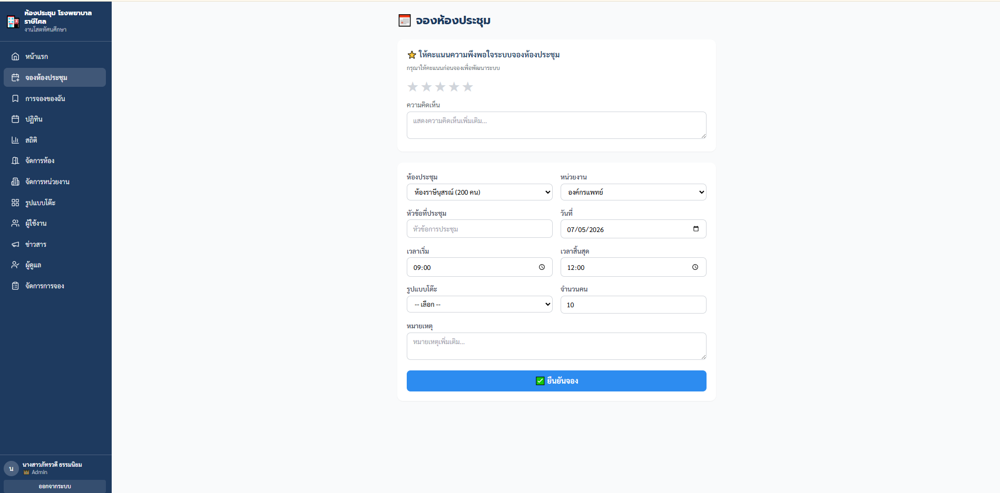 ห้องประชุม โรงพยาบาล
ราษีไศล
งานโสตทัศนศึกษา
หน้าแรก
จองห้องประชุม
การจองของฉัน
ปฏิทิน
สถิติ
จัดการห้อง
จัดการหน่วยงาน
รูปแบบโต๊ะ
ผู้ใช้งาน
ข่าวสาร
ผู้ดูแล
จัดการการจอง
น
นางสาวภัทรวดี ธรรมนิยม
Admin
ออกจากระบบ
จองห้องประชุม
ให้คะแนนความพึงพอใจระบบจองห้องประชุม
กรุณาให้คะแนนก่อนจองเพื่อพัฒนาระบบ
ความคิดเห็น
แสดงความคิดเห็นเพิ่มเติม...
ห้องประชุม
หน่วยงาน
ห้องราษีนุสรณ์ (200 คน)
องค์กรแพทย์
หัวข้อที่ประชุม
วันที่
หัวข้อการประชุม
07/05/2026
เวลาเริ่ม
เวลาสิ้นสุด
09:00
12:00
รูปแบบโต๊ะ
จำนวนคน
-- เลือก --
10
หมายเหตุ
หมายเหตุเพิ่มเติม...
ยืนยันจอง